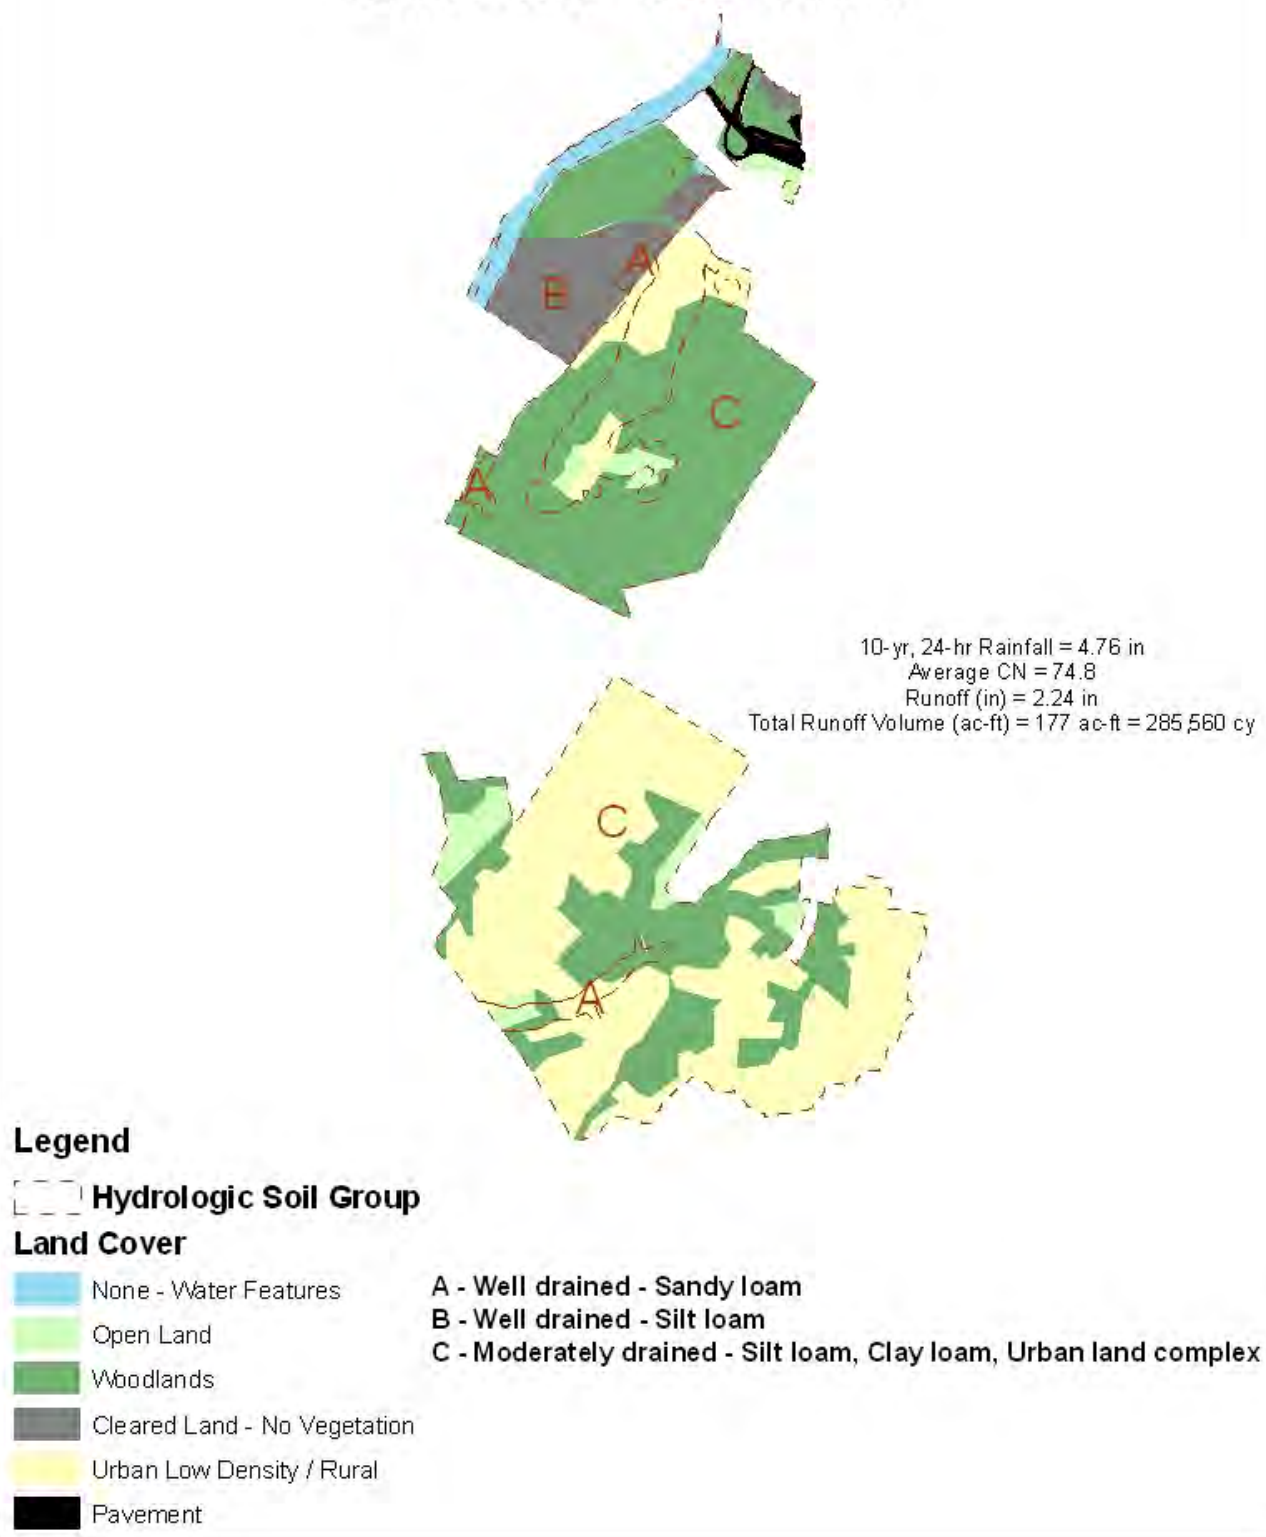 A
B
C
A
10-yr, 24-hr Rainfall = 4.76 in
Average CN = 74.8
Runoff (in) = 2.24 in
Total Runoff Volume (ac-ft) = 177 ac-ft = 285,560 cy
C
A
Legend
Hydrologic Soil Group
Land Cover
None - Water Features
Open Land
Woodlands
Cleared Land - No Vegetation
Urban Low Density / Rural
Pavement
A - Well drained - Sandy loam
B - Well drained - Silt loam
C - Moderately drained - Silt loam, Clay loam, Urban land complex